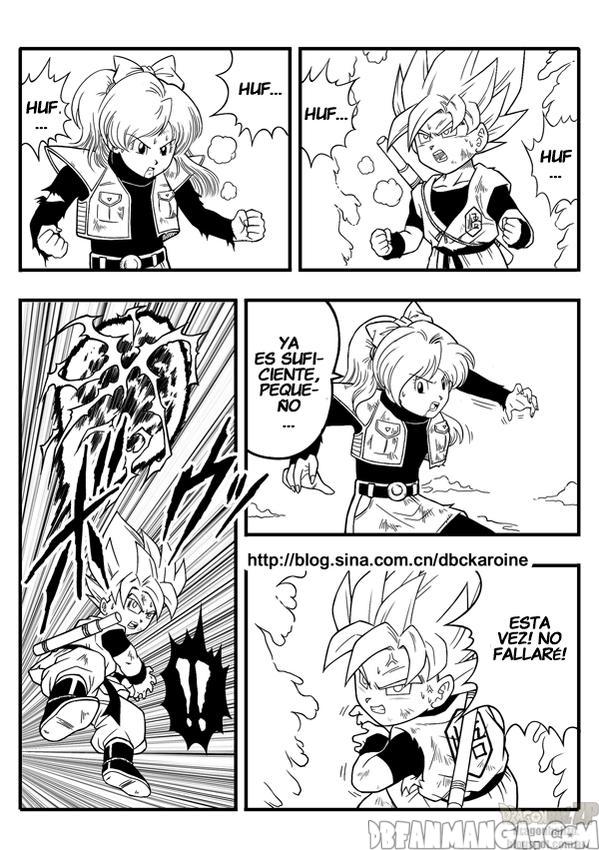 HUF.
...
HUF...
HUF...
HUF
...
YA
ES SUFI-
CIENTE,
PEQUE-
ÑO
...
!!
http://blog.sina.com.cn/dbckaroine
ESTA
VEZ! NO
FALLARÉ!
DBFANMANGA.COM